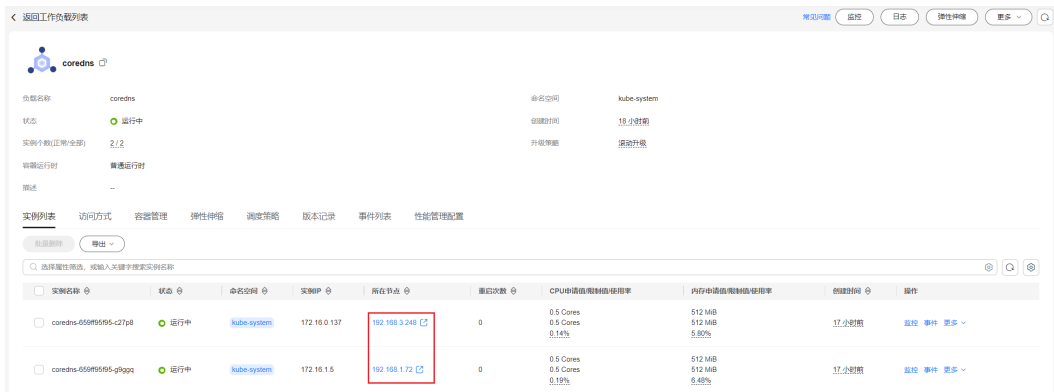 返回工作负载列表 常见问题 监控 日志 弹性伸缩 更多
coredns
负载名称 coredns 命名空间 kube-system
状态 运行中 创建时间 18 小时前
实例个数(正常/全部) 2 / 2 升级策略 滚动升级
容器运行时 普通运行时
描述 --
实例列表 访问方式 容器管理 弹性伸缩 调度策略 版本记录 事件列表 性能管理配置
批量删除 导出
选择属性筛选，或输入关键字搜索实例名称
实例名称 状态 命名空间 实例IP 所在节点 重启次数 CPU申请值/限制值/使用率 内存申请值/限制值/使用率 创建时间 操作
coredns-659ff95f95-c27p8 运行中 kube-system 172.16.0.137 192.168.3.248 0 0.5 Cores 512 MiB 17 小时前 监控 事件 更多
0.5 Cores 512 MiB
0.14% 5.80%
coredns-659ff95f95-g9ggq 运行中 kube-system 172.16.1.5 192.168.1.72 0 0.5 Cores 512 MiB 17 小时前 监控 事件 更多
0.5 Cores 512 MiB
0.19% 6.48%